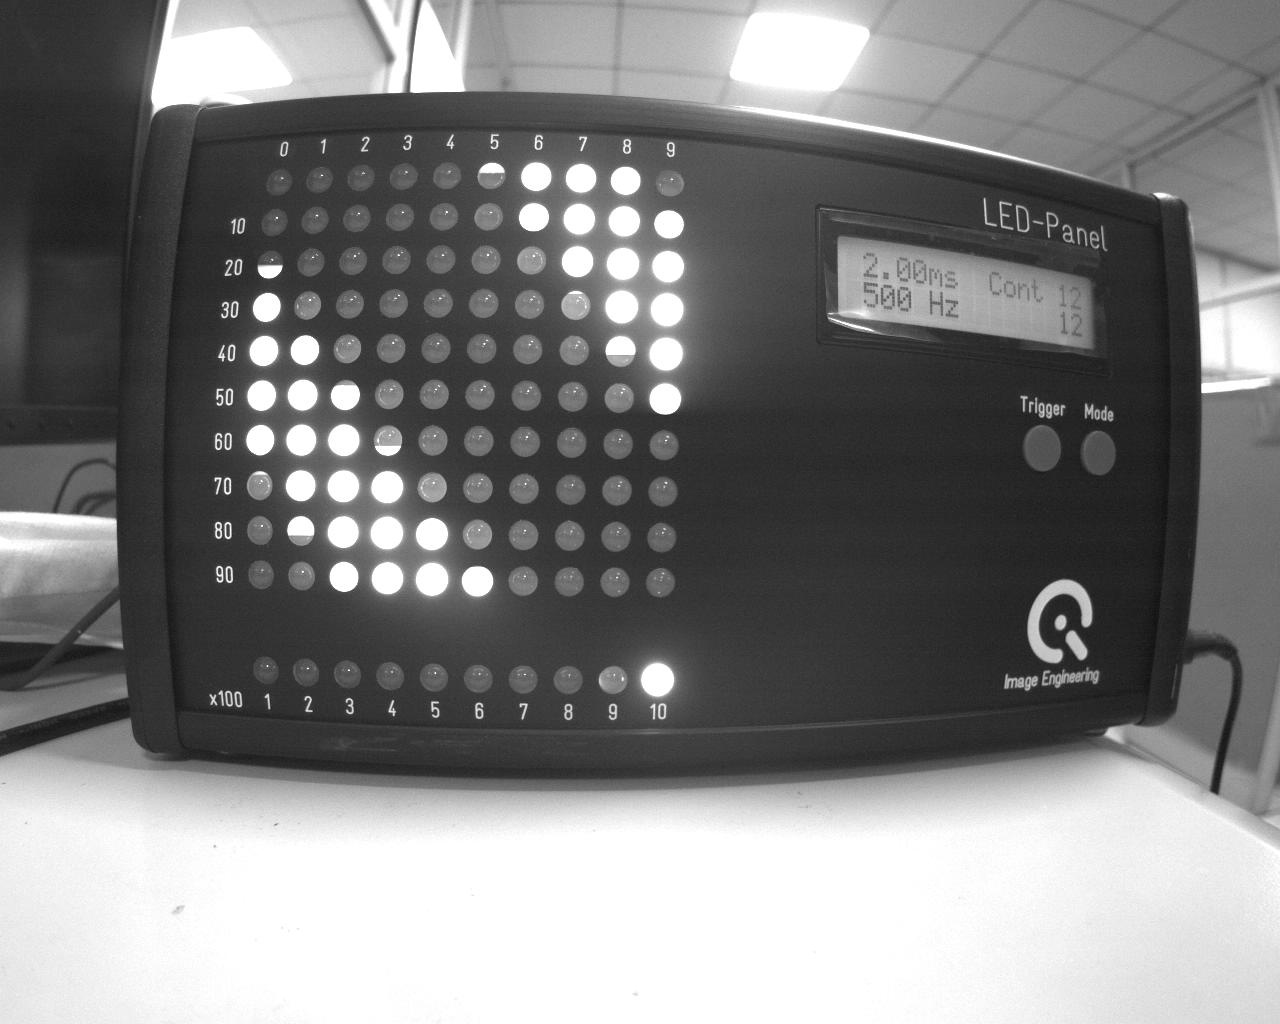 0 1 2 3 4 5 6 7 8 9
10
20
30
40
50
60
70
80
90
x100 1 2 3 4 5 6 7 8 9 10
LED-Panel
2.00ms Cont 12
500 Hz 12
Trigger Mode
Image Engineering